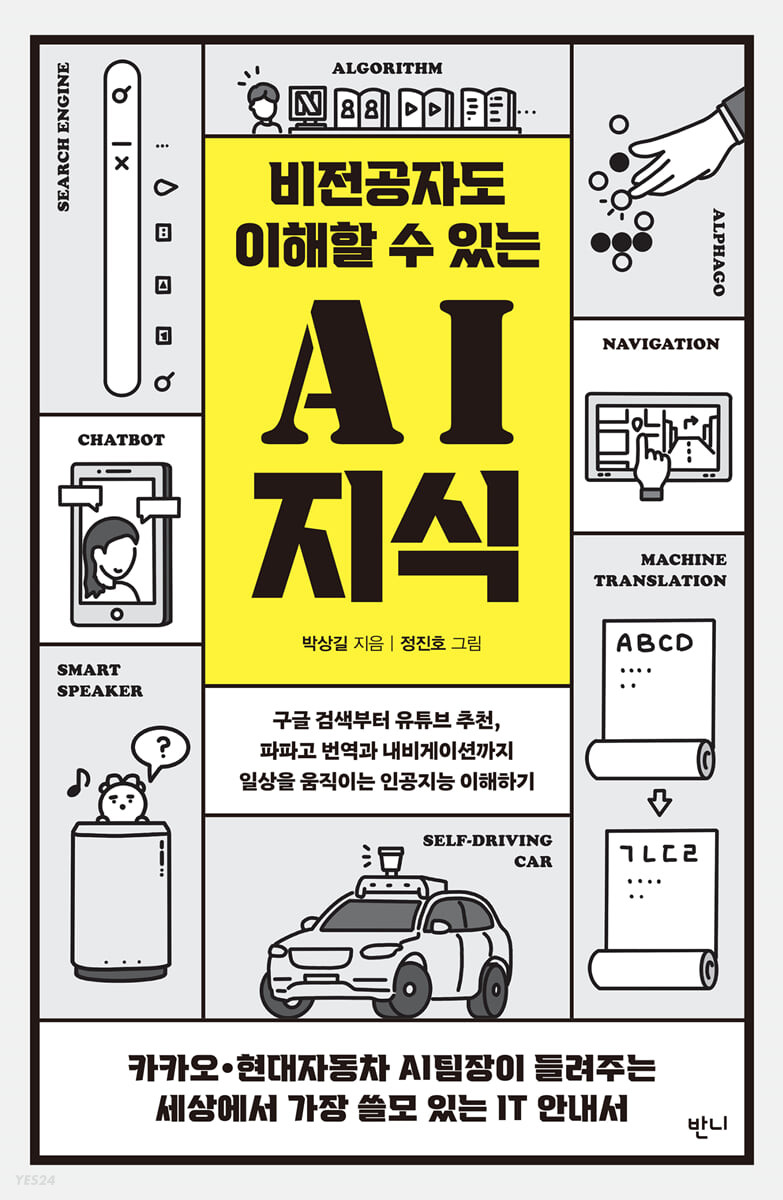 SEARCH ENGINE
ALGORITHM
ALPHAGO
비전공자도
이해할 수 있는
AI
지식
박상길 지음 | 정진호 그림
NAVIGATION
CHATBOT
MACHINE
TRANSLATION
ABCD
ㄱㄴㄷㄹ
SMART
SPEAKER
?
구글 검색부터 유튜브 추천,
파파고 번역과 내비게이션까지
일상을 움직이는 인공지능 이해하기
SELF-DRIVING
CAR
카카오•현대자동차 AI팀장이 들려주는
세상에서 가장 쓸모 있는 IT 안내서
반니
YES24